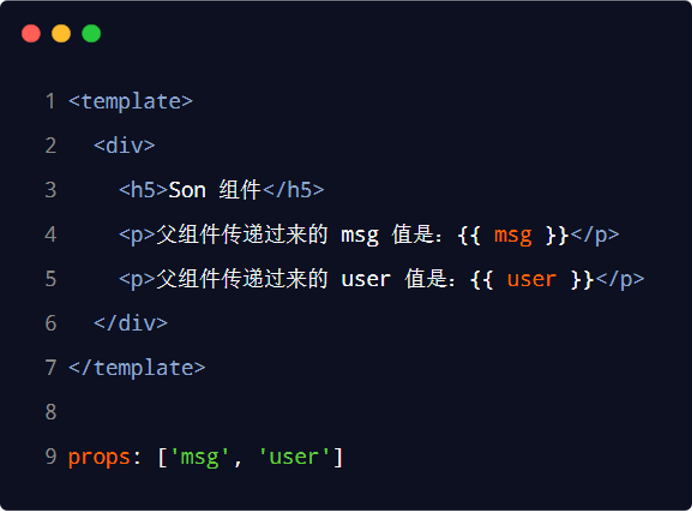 1 <template>
2   <div>
3     <h5>Son 组件</h5>
4     <p>父组件传递过来的 msg 值是：{{ msg }}</p>
5     <p>父组件传递过来的 user 值是：{{ user }}</p>
6   </div>
7 </template>
8
9 props: ['msg', 'user']